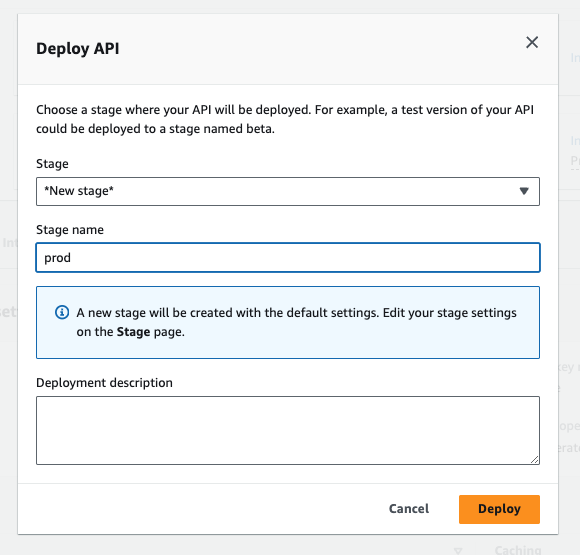 Deploy API
Choose a stage where your API will be deployed. For example, a test version of your API
could be deployed to a stage named beta.
Stage
*New stage*
Stage name
prod
A new stage will be created with the default settings. Edit your stage settings
on the Stage page.
Deployment description
Cancel
Deploy
Caching